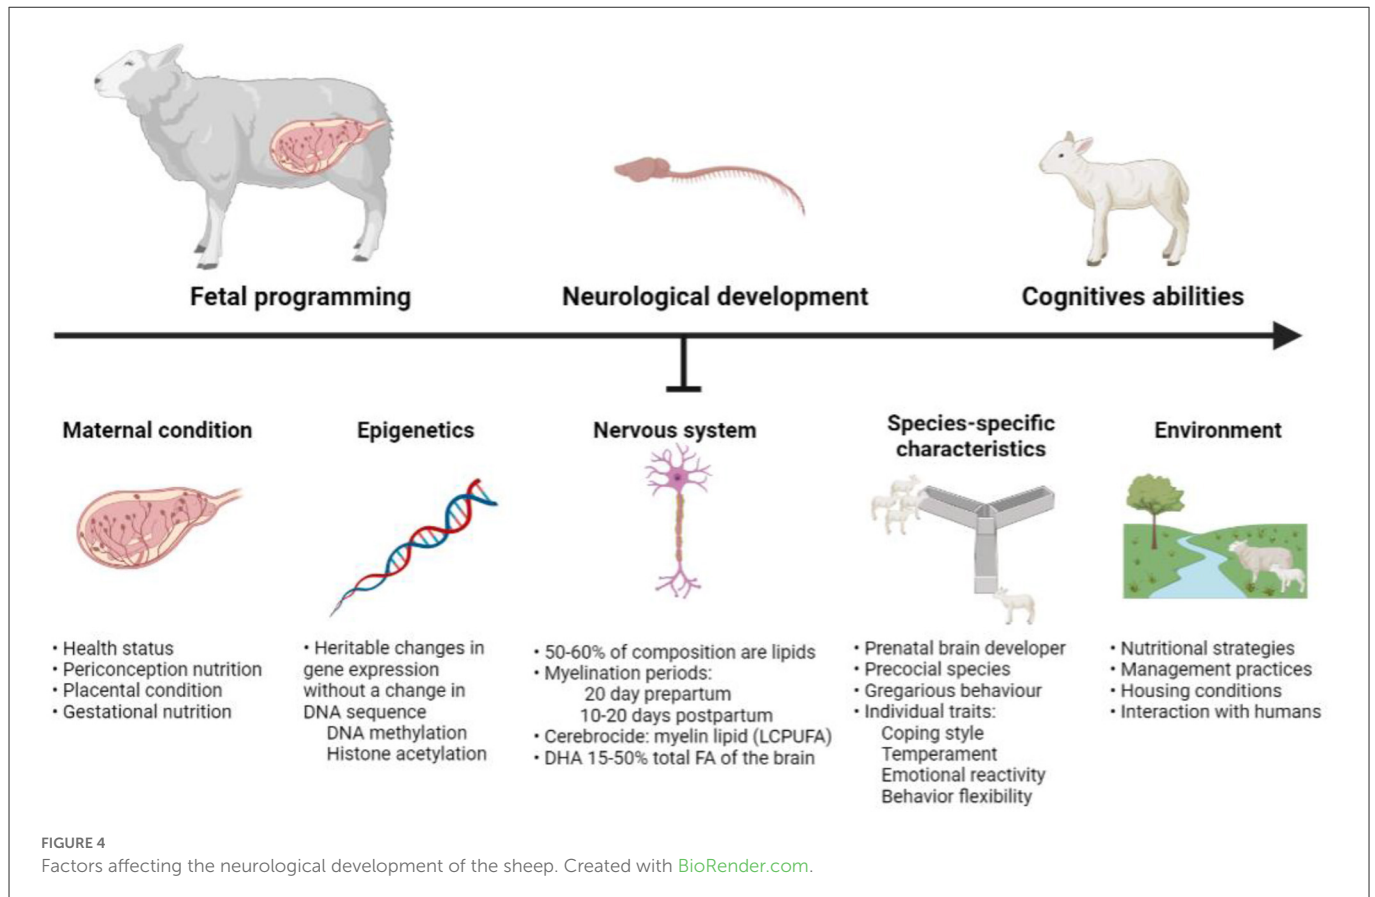 Fetal programming
Neurological development
Cognitives abilities
Maternal condition
• Health status
• Periconception nutrition
• Placental condition
• Gestational nutrition
Epigenetics
• Heritable changes in
gene expression
without a change in
DNA sequence
DNA methylation
Histone acetylation
Nervous system
• 50-60% of composition are lipids
• Myelination periods:
20 day prepartum
10-20 days postpartum
• Cerebrocide: myelin lipid (LCPUFA)
• DHA 15-50% total FA of the brain
Species-specific
characteristics
• Prenatal brain developer
• Precocial species
• Gregarious behaviour
• Individual traits:
Coping style
Temperament
Emotional reactivity
Behavior flexibility
Environment
• Nutritional strategies
• Management practices
• Housing conditions
• Interaction with humans
FIGURE 4
Factors affecting the neurological development of the sheep. Created with BioRender.com.